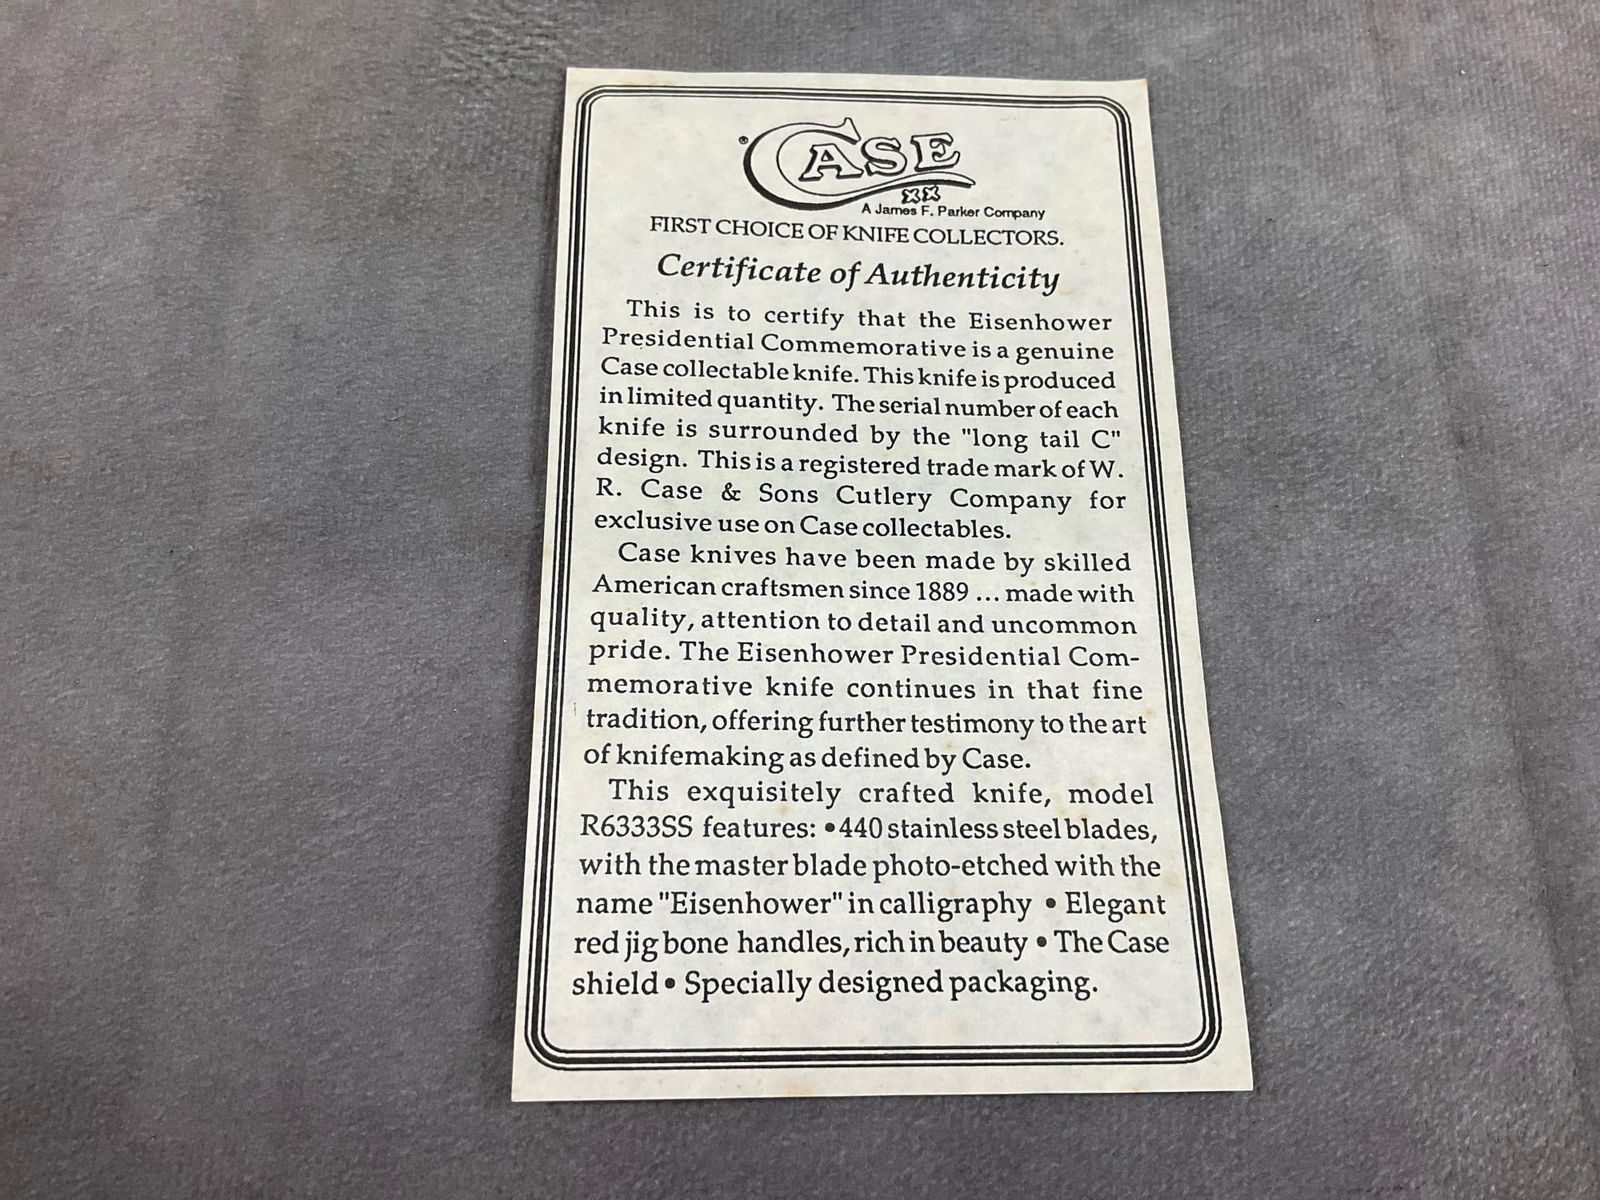 ® CASE
XX
A James F. Parker Company
FIRST CHOICE OF KNIFE COLLECTORS.
Certificate of Authenticity
This is to certify that the Eisenhower
Presidential Commemorative is a genuine
Case collectable knife. This knife is produced
in limited quantity. The serial number of each
knife is surrounded by the "long tail C"
design. This is a registered trade mark of W.
R. Case & Sons Cutlery Company for
exclusive use on Case collectables.
Case knives have been made by skilled
American craftsmen since 1889 ... made with
quality, attention to detail and uncommon
pride. The Eisenhower Presidential Com-
memorative knife continues in that fine
tradition, offering further testimony to the art
of knifemaking as defined by Case.
This exquisitely crafted knife, model
R6333SS features: •440 stainless steel blades,
with the master blade photo-etched with the
name "Eisenhower" in calligraphy • Elegant
red jig bone handles, rich in beauty • The Case
shield • Specially designed packaging.